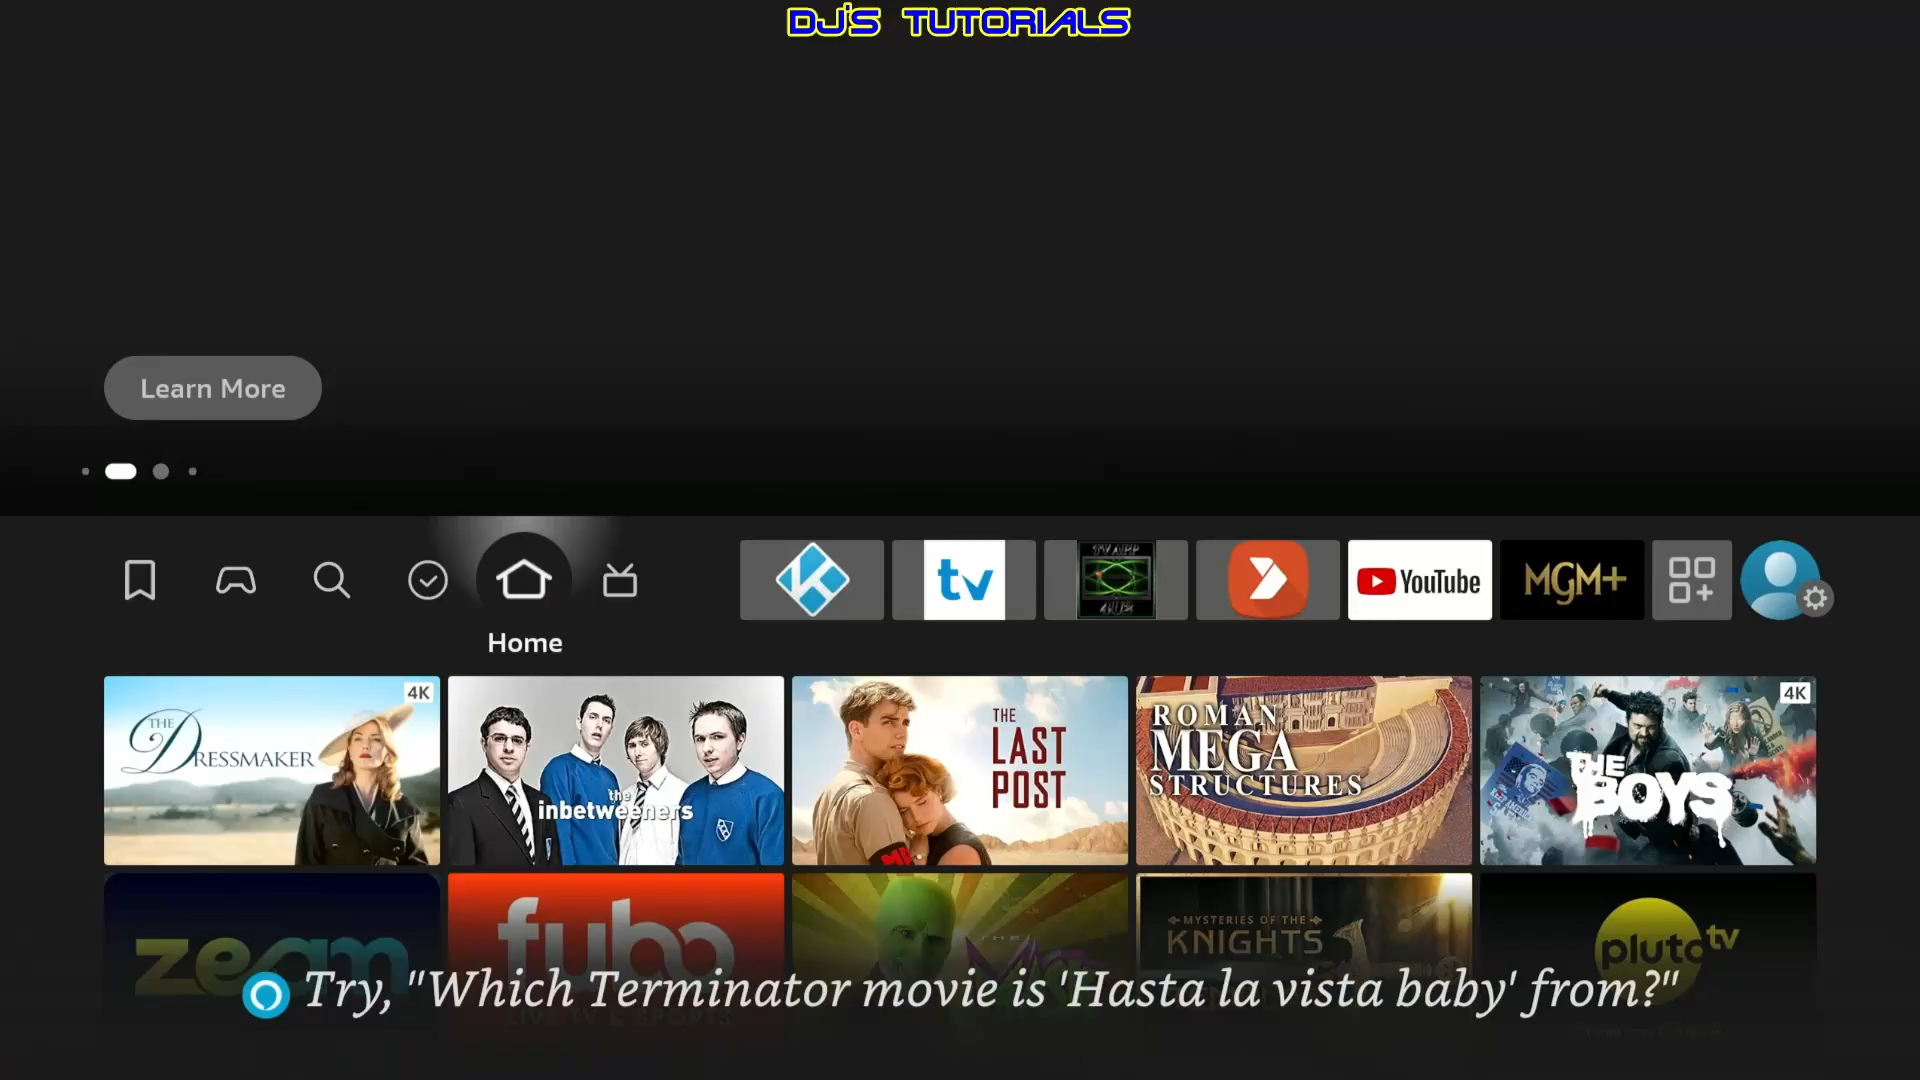 DJ'S TUTORIALS
Learn More
tv
YouTube
MGM+
Home
THE DRESSMAKER
4K
the
inbetweeners
THE
LAST
POST
ROMAN
MEGA
STRUCTURES
4K
THE
BOYS
zeam
fubo
MYSTERIES OF THE
KNIGHTS
pluto tv
Try, "Which Terminator movie is 'Hasta la vista baby' from?"